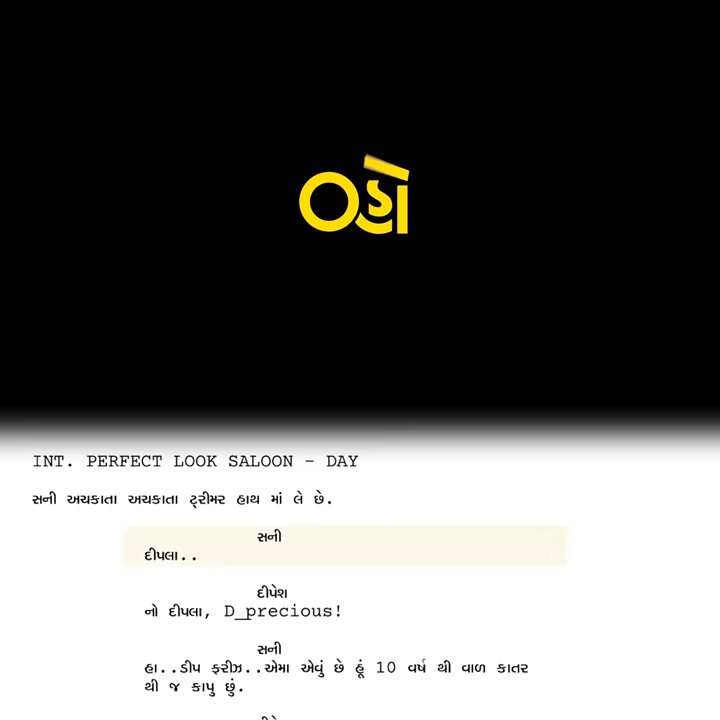 ઓહો
INT. PERFECT LOOK SALOON - DAY
સની અચકાતા અચકાતા ટ્રીમર હાથ માં લે છે.
સની
દીપલા..
દીપેશ
નો દીપલા, D_precious!
સની
હા..ડીપ ફરીઝ..એમા એવું છે હૂં 10 વર્ષ થી વાળ કાતર
થી જ કાપુ છું.